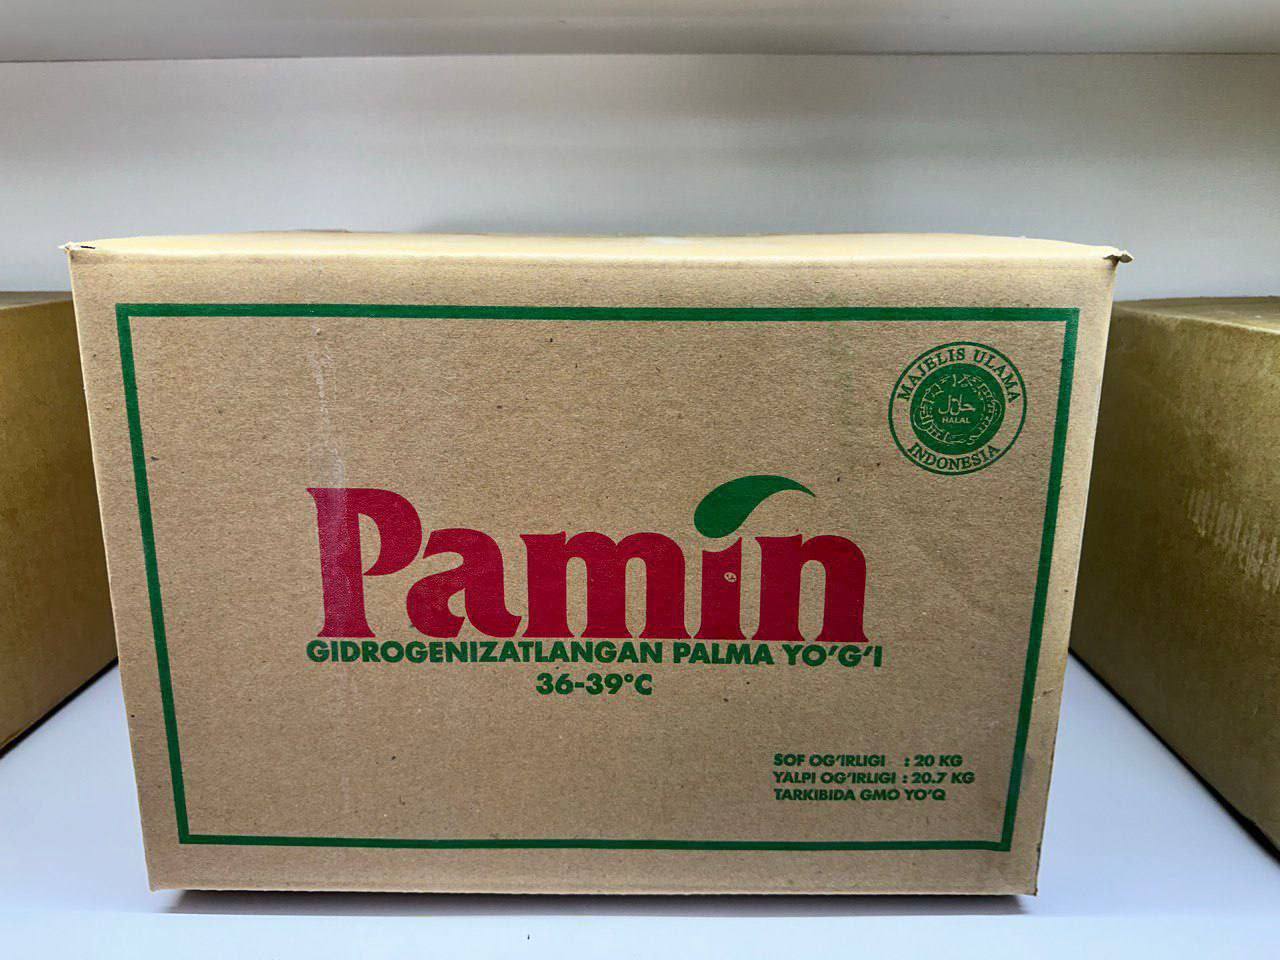 MAJELIS ULAMA
حلال
HALAL
INDONESIA
Pamin
GIDROGENIZATLANGAN PALMA YO'G'I
36-39°C
SOF OG'IRLIGI : 20 KG
YALPI OG'IRLIGI : 20.7 KG
TARKIBIDA GMO YO'Q